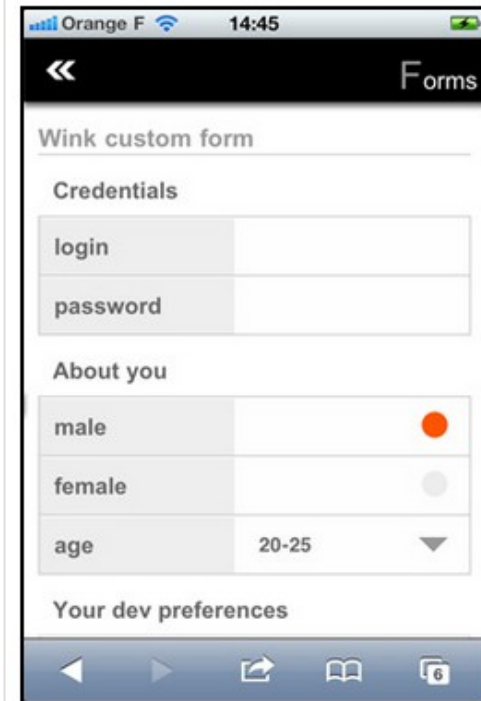 Orange F 14:45
Forms
Wink custom form
Credentials
login
password
About you
male
female
age 20-25
Your dev preferences
6